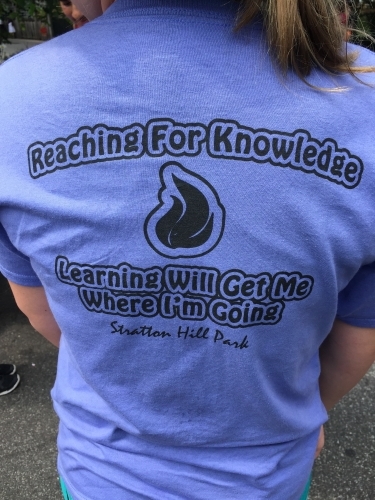 Reaching For Knowledge
Learning Will Get Me
Where I'm Going
Stratton Hill Park